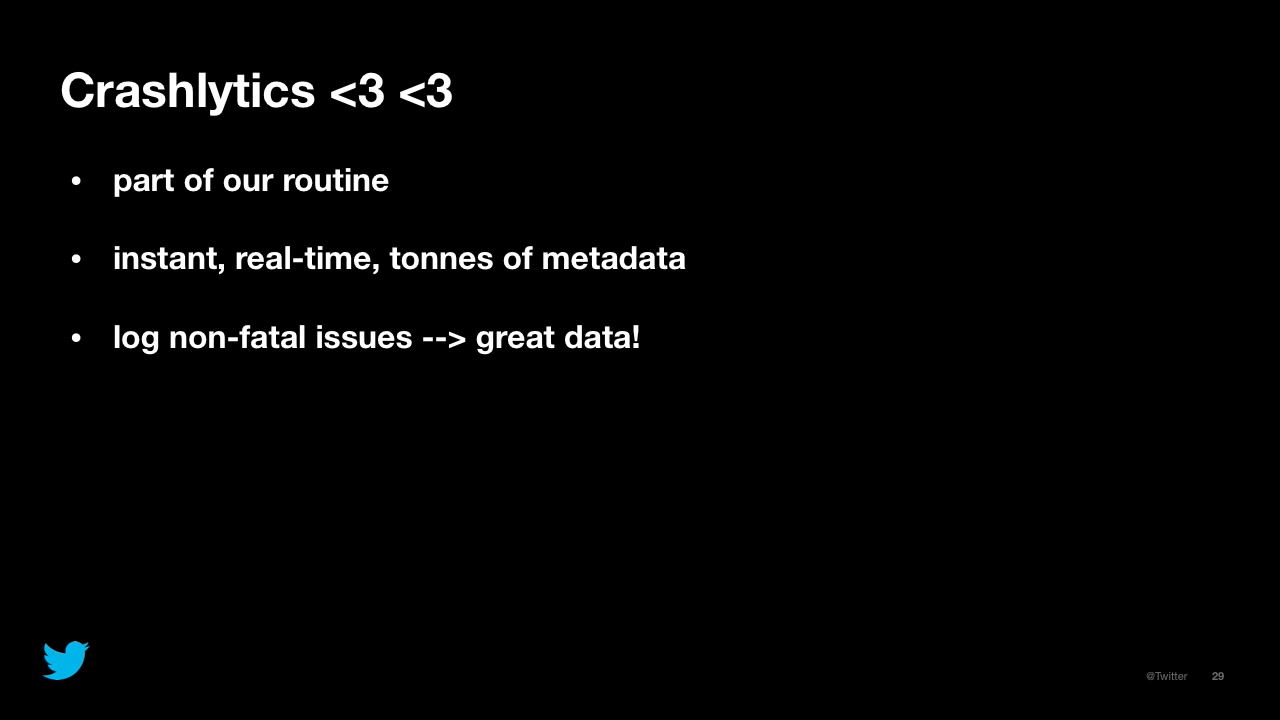 Crashlytics <3 <3
• part of our routine
• instant, real-time, tonnes of metadata
• log non-fatal issues --> great data!
@Twitter 29